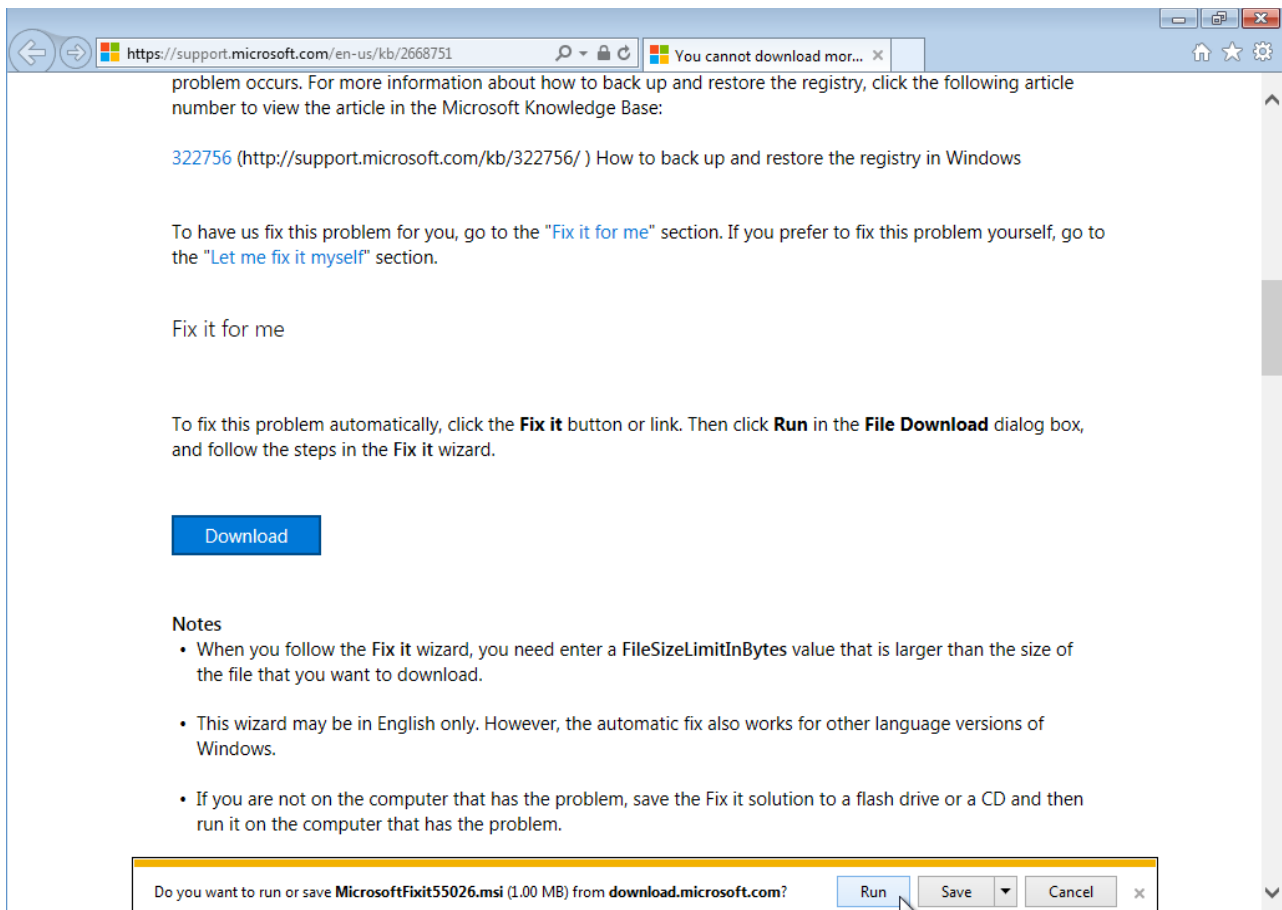 https://support.microsoft.com/en-us/kb/2668751
You cannot download mor...
problem occurs. For more information about how to back up and restore the registry, click the following article
number to view the article in the Microsoft Knowledge Base:
322756 (http://support.microsoft.com/kb/322756/ ) How to back up and restore the registry in Windows
To have us fix this problem for you, go to the "Fix it for me" section. If you prefer to fix this problem yourself, go to
the "Let me fix it myself" section.
Fix it for me
To fix this problem automatically, click the Fix it button or link. Then click Run in the File Download dialog box,
and follow the steps in the Fix it wizard.
Download
Notes
• When you follow the Fix it wizard, you need enter a FileSizeLimitInBytes value that is larger than the size of
the file that you want to download.
• This wizard may be in English only. However, the automatic fix also works for other language versions of
Windows.
• If you are not on the computer that has the problem, save the Fix it solution to a flash drive or a CD and then
run it on the computer that has the problem.
Do you want to run or save MicrosoftFixit55026.msi (1.00 MB) from download.microsoft.com?
Run
Save
Cancel